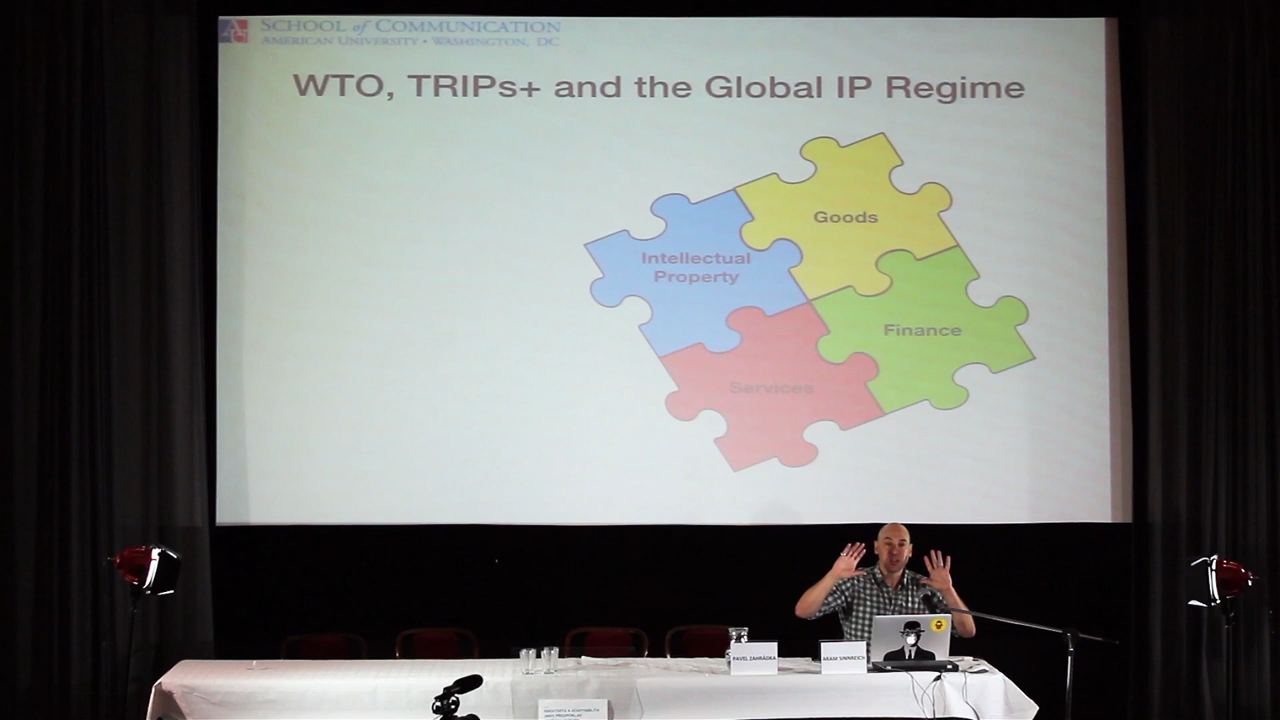 SCHOOL of COMMUNICATION
AMERICAN UNIVERSITY • WASHINGTON, DC
WTO, TRIPs+ and the Global IP Regime
Goods
Intellectual
Property
Finance
Services
PAVEL ZAHRÁDKA
ARAM SINNREICH